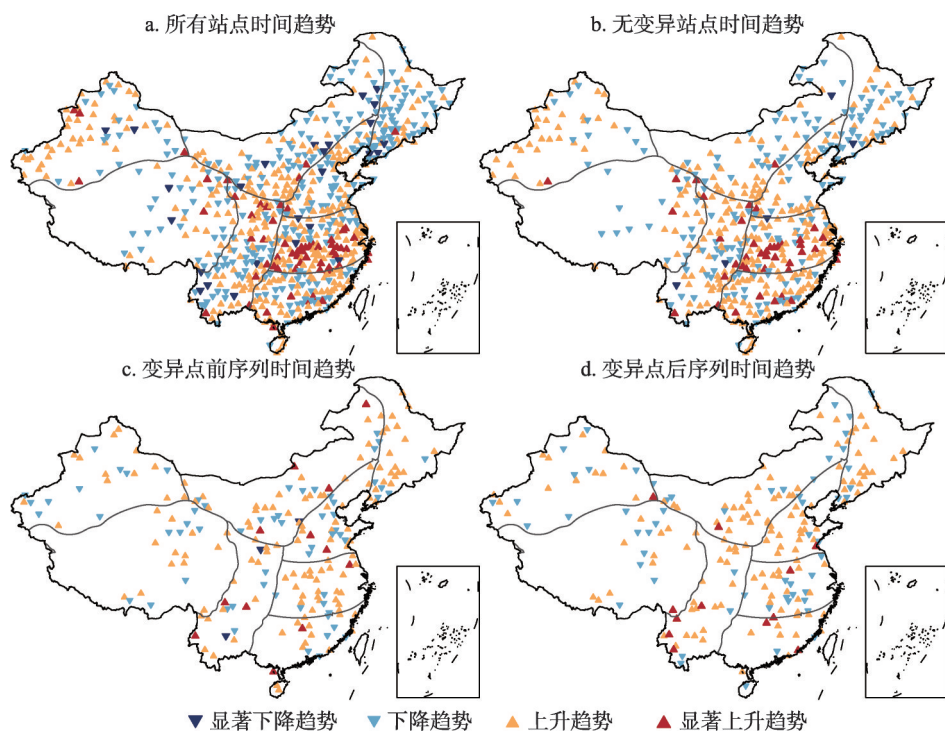 a. 所有站点时间趋势
b. 无变异站点时间趋势
c. 变异点前序列时间趋势
d. 变异点后序列时间趋势
显著下降趋势 下降趋势 上升趋势 显著上升趋势